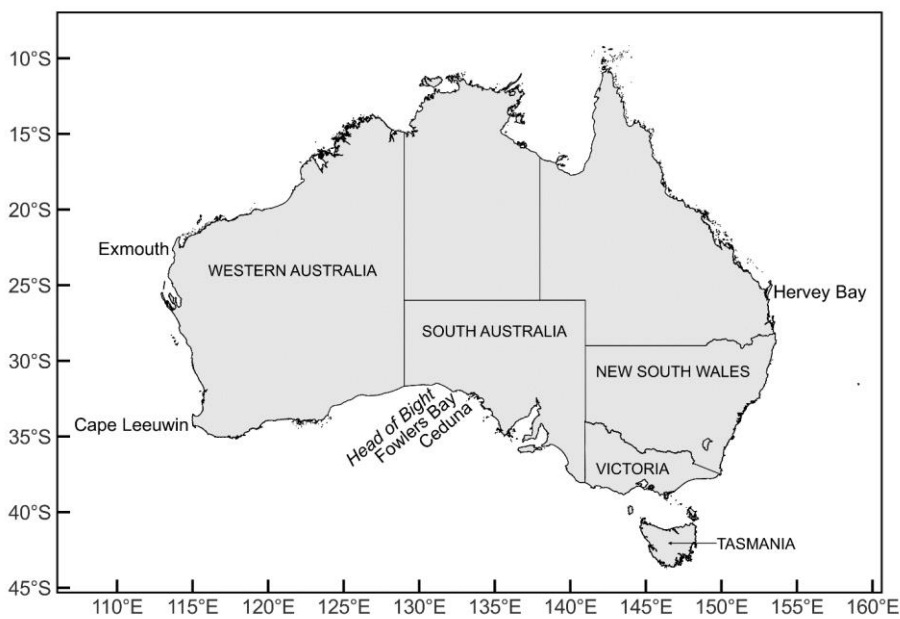 10°S
15°S
20°S
25°S
30°S
35°S
40°S
45°S
Exmouth
WESTERN AUSTRALIA
Hervey Bay
SOUTH AUSTRALIA
NEW SOUTH WALES
Cape Leeuwin
Head of Bight
Fowlers Bay
Ceduna
VICTORIA
TASMANIA
110°E 115°E 120°E 125°E 130°E 135°E 140°E 145°E 150°E 155°E 160°E